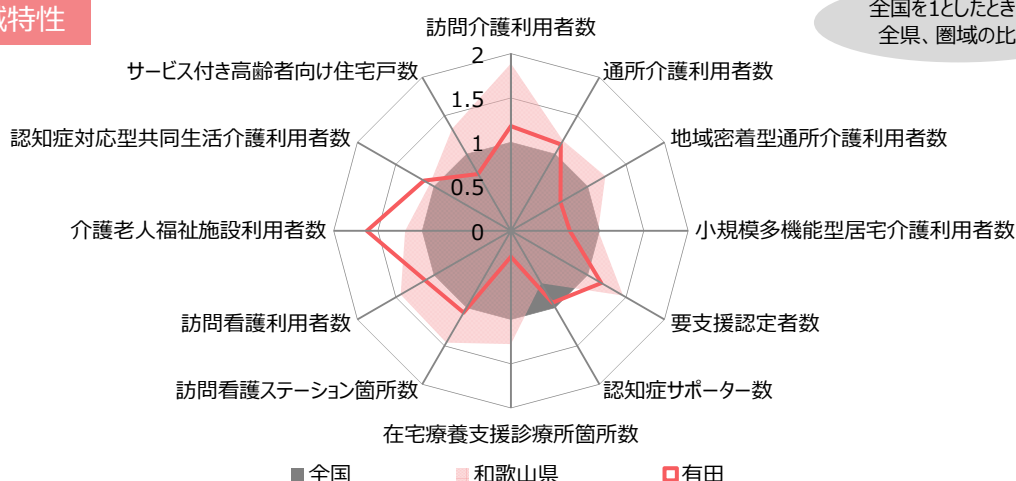 域特性
全国を1としたとき
全県、圏域の比
訪問介護利用者数
サービス付き高齢者向け住宅戸数
通所介護利用者数
認知症対応型共同生活介護利用者数
地域密着型通所介護利用者数
介護老人福祉施設利用者数
小規模多機能型居宅介護利用者数
訪問看護利用者数
要支援認定者数
訪問看護ステーション箇所数
認知症サポーター数
在宅療養支援診療所箇所数
2
1.5
1
0.5
0
全国
和歌山県
有田